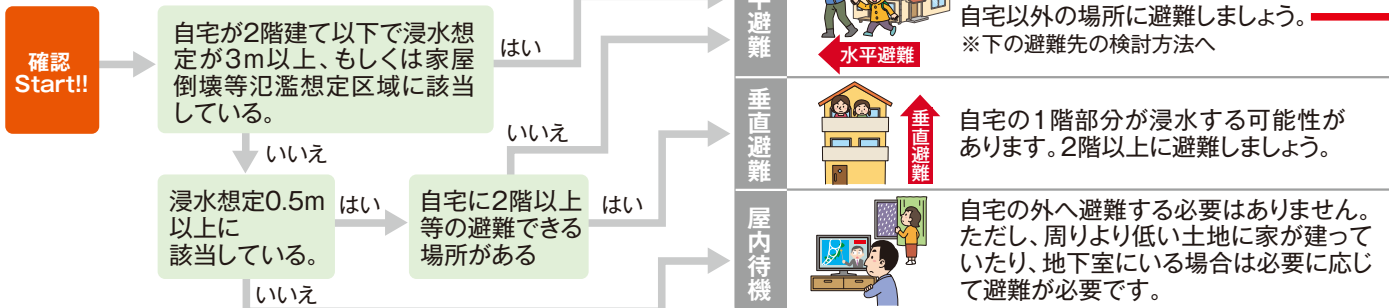 確認
Start!!
自宅が2階建て以下で浸水想
定が3m以上、もしくは家屋
倒壊等氾濫想定区域に該当
している。
はい
いいえ
浸水想定0.5m
以上に
該当している。
はい
いいえ
自宅に2階以上
等の避難できる
場所がある
いいえ
はい
避難
水平避難
自宅以外の場所に避難しましょう。
※下の避難先の検討方法へ
垂直避難
垂直避難
自宅の1階部分が浸水する可能性が
あります。2階以上に避難しましょう。
屋内待機
自宅の外へ避難する必要はありません。
ただし、周りより低い土地に家が建って
いたり、地下室にいる場合は必要に応じ
て避難が必要です。